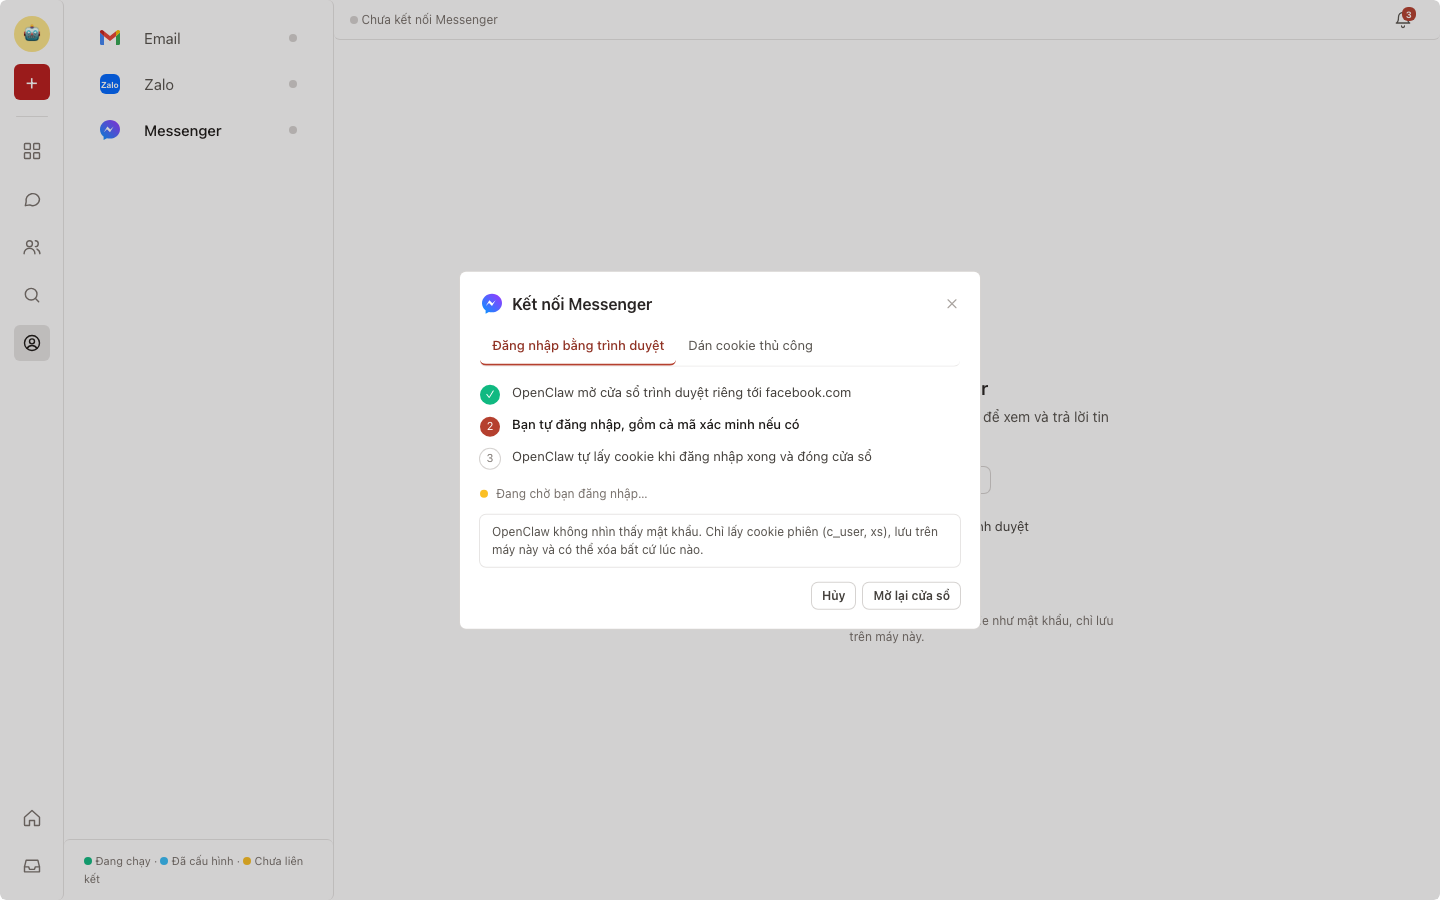 Email
Zalo
Zalo
Messenger
Chưa kết nối Messenger
3
Kết nối Messenger
Đăng nhập bằng trình duyệt
Dán cookie thủ công
OpenClaw mở cửa sổ trình duyệt riêng tới facebook.com
2
Bạn tự đăng nhập, gồm cả mã xác minh nếu có
3
OpenClaw tự lấy cookie khi đăng nhập xong và đóng cửa sổ
Đang chờ bạn đăng nhập...
OpenClaw không nhìn thấy mật khẩu. Chỉ lấy cookie phiên (c_user, xs), lưu trên
máy này và có thể xóa bất cứ lúc nào.
Hủy
Mở lại cửa sổ
r
để xem và trả lời tin
nh duyệt
e như mật khẩu, chỉ lưu
trên máy này.
Đang chạy · Đã cấu hình · Chưa liên
kết